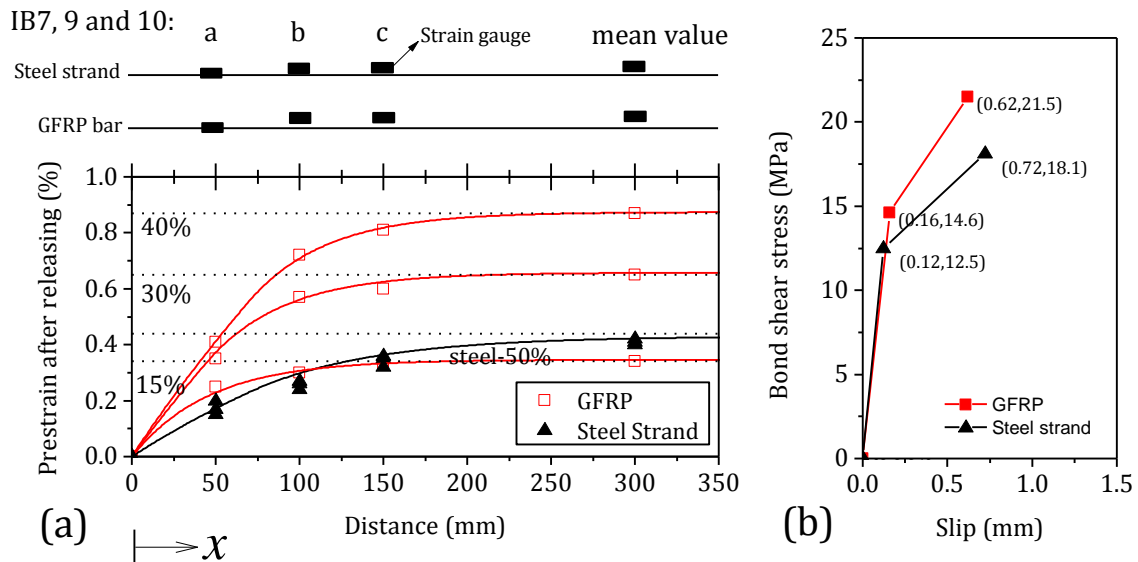 IB7, 9 and 10:
a b c mean value
Strain gauge
Steel strand
GFRP bar
Prestrain after releasing (%)
1.0
0.8
0.6
0.4
0.2
0.0
40%
30%
15%
steel-50%
GFRP
Steel Strand
0 50 100 150 200 250 300 350
Distance (mm)
(a)
x
Bond shear stress (MPa)
25
20
15
10
5
0
(0.62,21.5)
(0.72,18.1)
(0.16,14.6)
(0.12,12.5)
GFRP
Steel strand
0.0 0.5 1.0 1.5
Slip (mm)
(b)